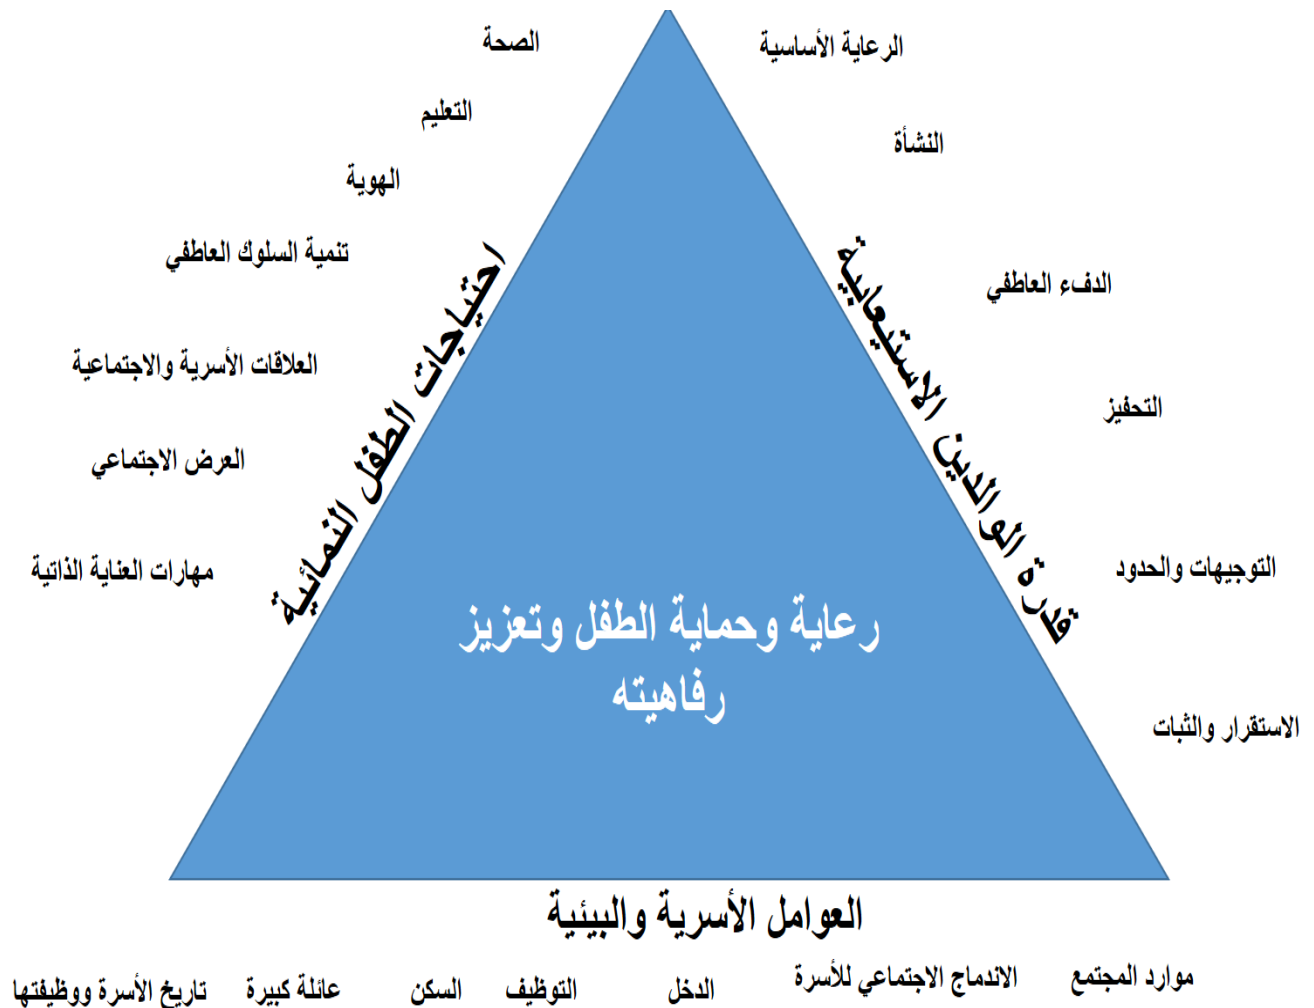 الرعاية الأساسية
النشأة
الدفء العاطفي
التحفيز
التوجيهات والحدود
الاستقرار والثبات
قدرة الوالدين الاستيعابية
الصحة
التعليم
الهوية
تنمية السلوك العاطفي
العلاقات الأسرية والاجتماعية
العرض الاجتماعي
مهارات العناية الذاتية
احتياجات الطفل النمائية
رعاية وحماية الطفل وتعزيز
رفاهيته
العوامل الأسرية والبيئية
موارد المجتمع
الاندماج الاجتماعي للأسرة
الدخل
التوظيف
السكن
عائلة كبيرة
تاريخ الأسرة ووظيفتها